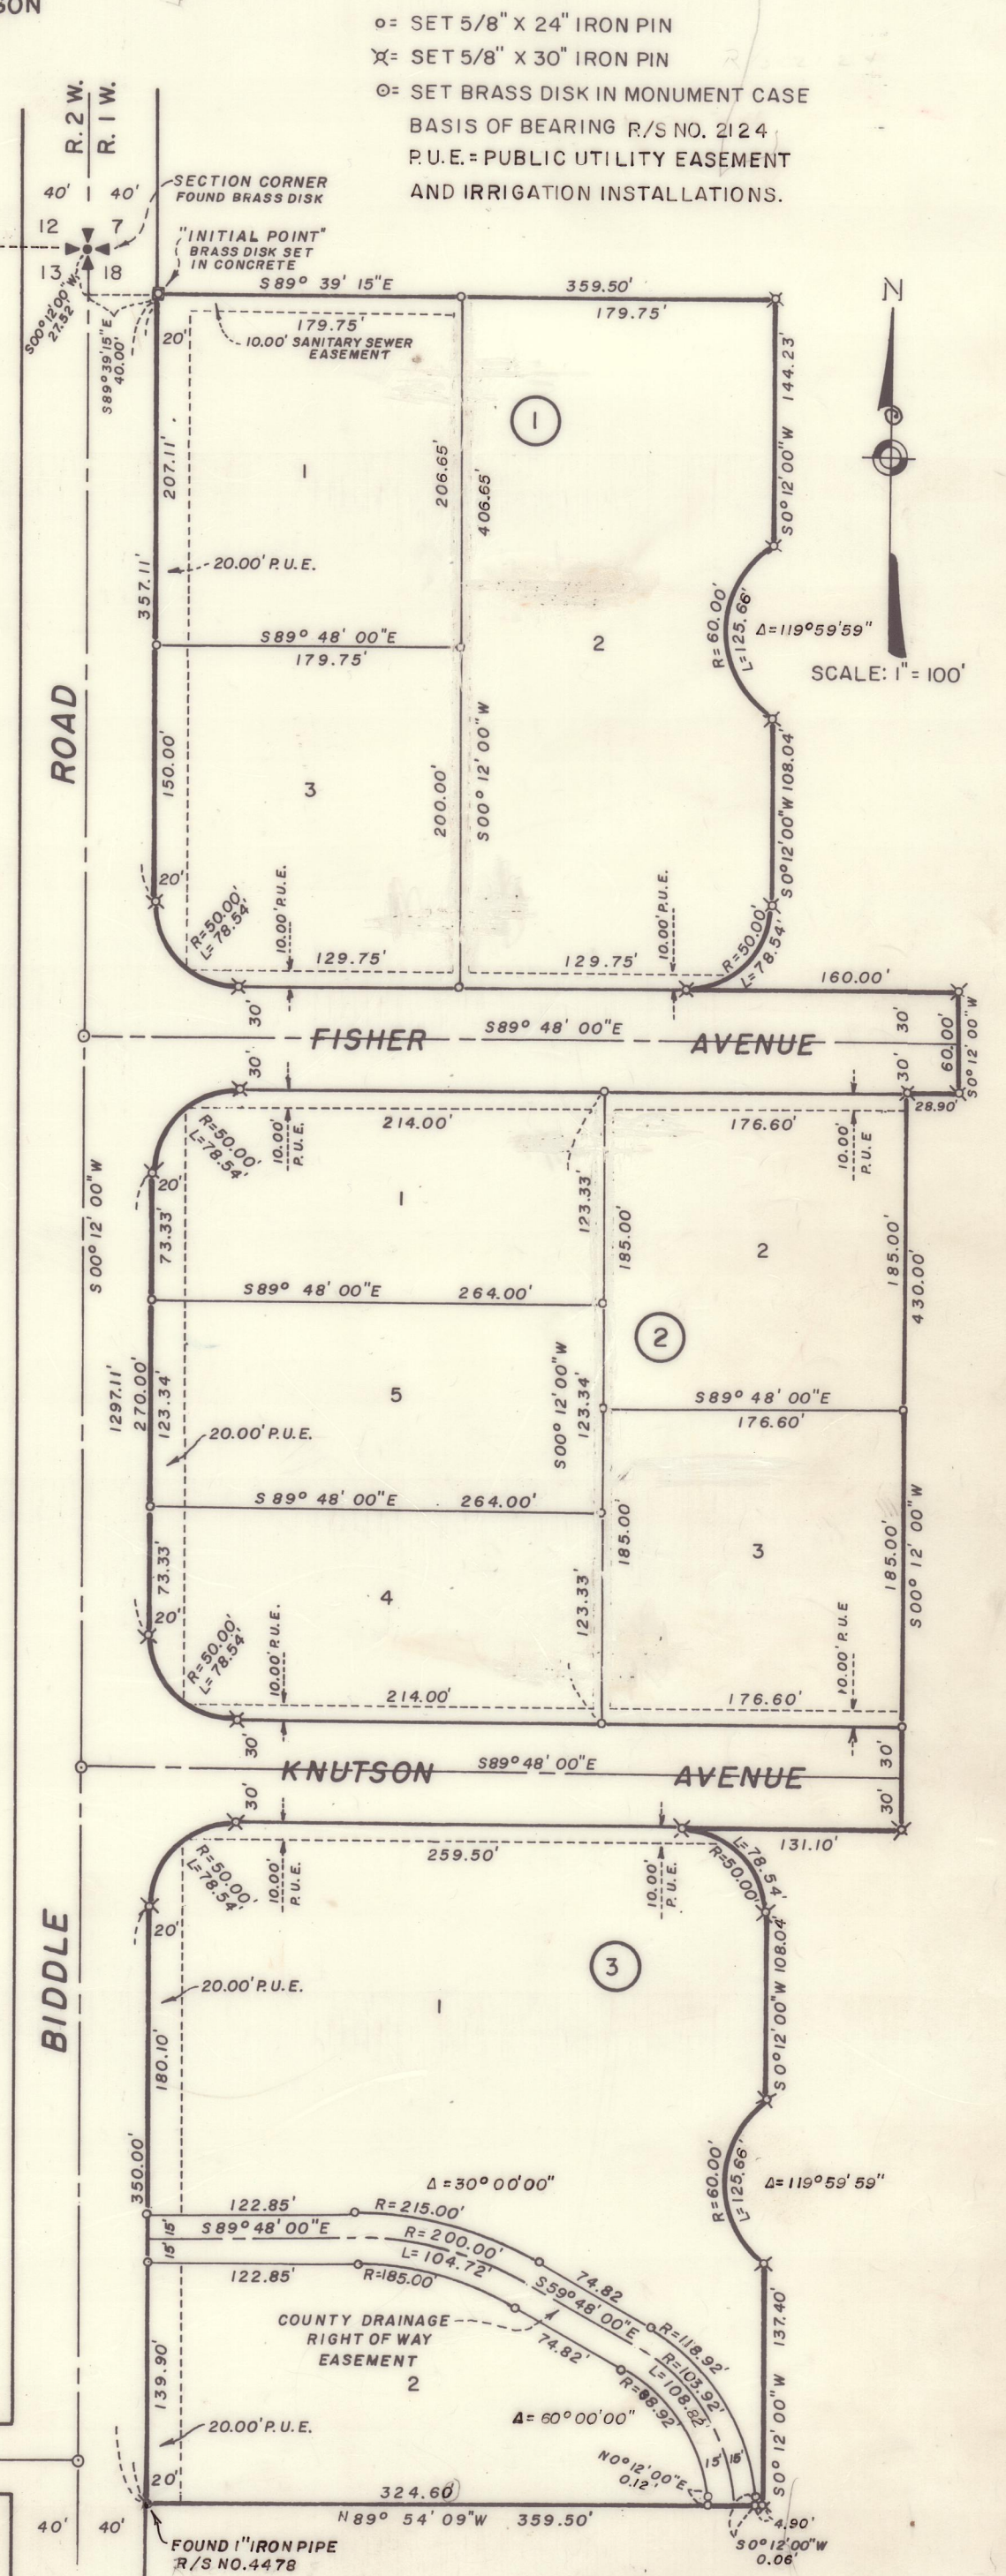 SON
o= SET 5/8" X 24" IRON PIN
¤= SET 5/8" X 30" IRON PIN
⊙= SET BRASS DISK IN MONUMENT CASE
BASIS OF BEARING R/S NO. 2124
P.U.E. = PUBLIC UTILITY EASEMENT
AND IRRIGATION INSTALLATIONS.
R. 2 W.
R. 1 W.
40' 40'
SECTION CORNER
FOUND BRASS DISK
12 7
13 18
"INITIAL POINT"
BRASS DISK SET
IN CONCRETE
S00°12'00"W
27.52
S89°39'15"E
40.00'
S89° 39' 15"E 359.50'
179.75' 179.75'
20'
10.00' SANITARY SEWER
EASEMENT
N
144.23'
S0°12'00"W
1
1
207.11'
206.65'
406.65'
357.11'
20.00' P.U.E.
S89° 48' 00"E
179.75'
2
R=60.00'
L=125.66'
Δ=119°59'59"
SCALE: 1"= 100'
ROAD
150.00'
3
200.00'
S00° 12' 00"W
S0°12'00"W 108.04'
20'
R=50.00'
L=78.54'
10.00' P.U.E.
129.75'
129.75'
10.00' P.U.E.
R=50.00'
L=78.54'
160.00'
30'
30'
FISHER AVENUE
S89° 48' 00"E
30'
30'
60.00'
S0°12'00"W
28.90'
R=50.00'
L=78.54'
10.00'
P.U.E.
214.00'
176.60'
10.00'
P.U.E
20'
73.33'
1
123.33'
185.00'
2
185.00'
430.00'
S00° 12' 00"W
S89° 48' 00"E 264.00'
2
1297.11'
270.00'
123.34'
5
S00° 12' 00"W
123.34'
S89° 48' 00"E
176.60'
20.00' P.U.E.
S89° 48' 00"E 264.00'
73.33'
4
123.33'
185.00'
3
185.00'
S00° 12' 00"W
20'
R=50.00'
L=78.54'
10.00' P.U.E.
214.00'
176.60'
10.00' P.U.E
30'
30'
KNUTSON AVENUE
S89°48'00"E
30'
30'
131.10'
R=50.00'
L=78.54'
10.00'
P.U.E.
259.50'
10.00'
P.U.E.
L=78.54'
R=50.00'
20'
3
20.00' P.U.E.
1
S0°12'00"W 108.04'
BIDDLE
180.10'
350.00'
R=60.00'
L=125.66'
Δ=119°59'59"
Δ=30°00'00"
122.85'
R=215.00'
15' 15'
S89°48'00"E
R=200.00'
L=104.72'
122.85'
R=185.00'
74.82
S59°48'00"E
74.82'
COUNTY DRAINAGE
RIGHT OF WAY
EASEMENT
2
R=118.92'
R=103.92'
L=108.82'
R=88.92'
137.40'
S0° 12' 00"W
139.90'
20.00' P.U.E.
Δ= 60°00'00"
N0°12'00"E
0.12'
15' 15'
20'
324.60
N89° 54' 09"W 359.50'
4.90'
S0°12'00"W
0.06'
40' 40'
FOUND 1" IRON PIPE
R/S NO. 4478